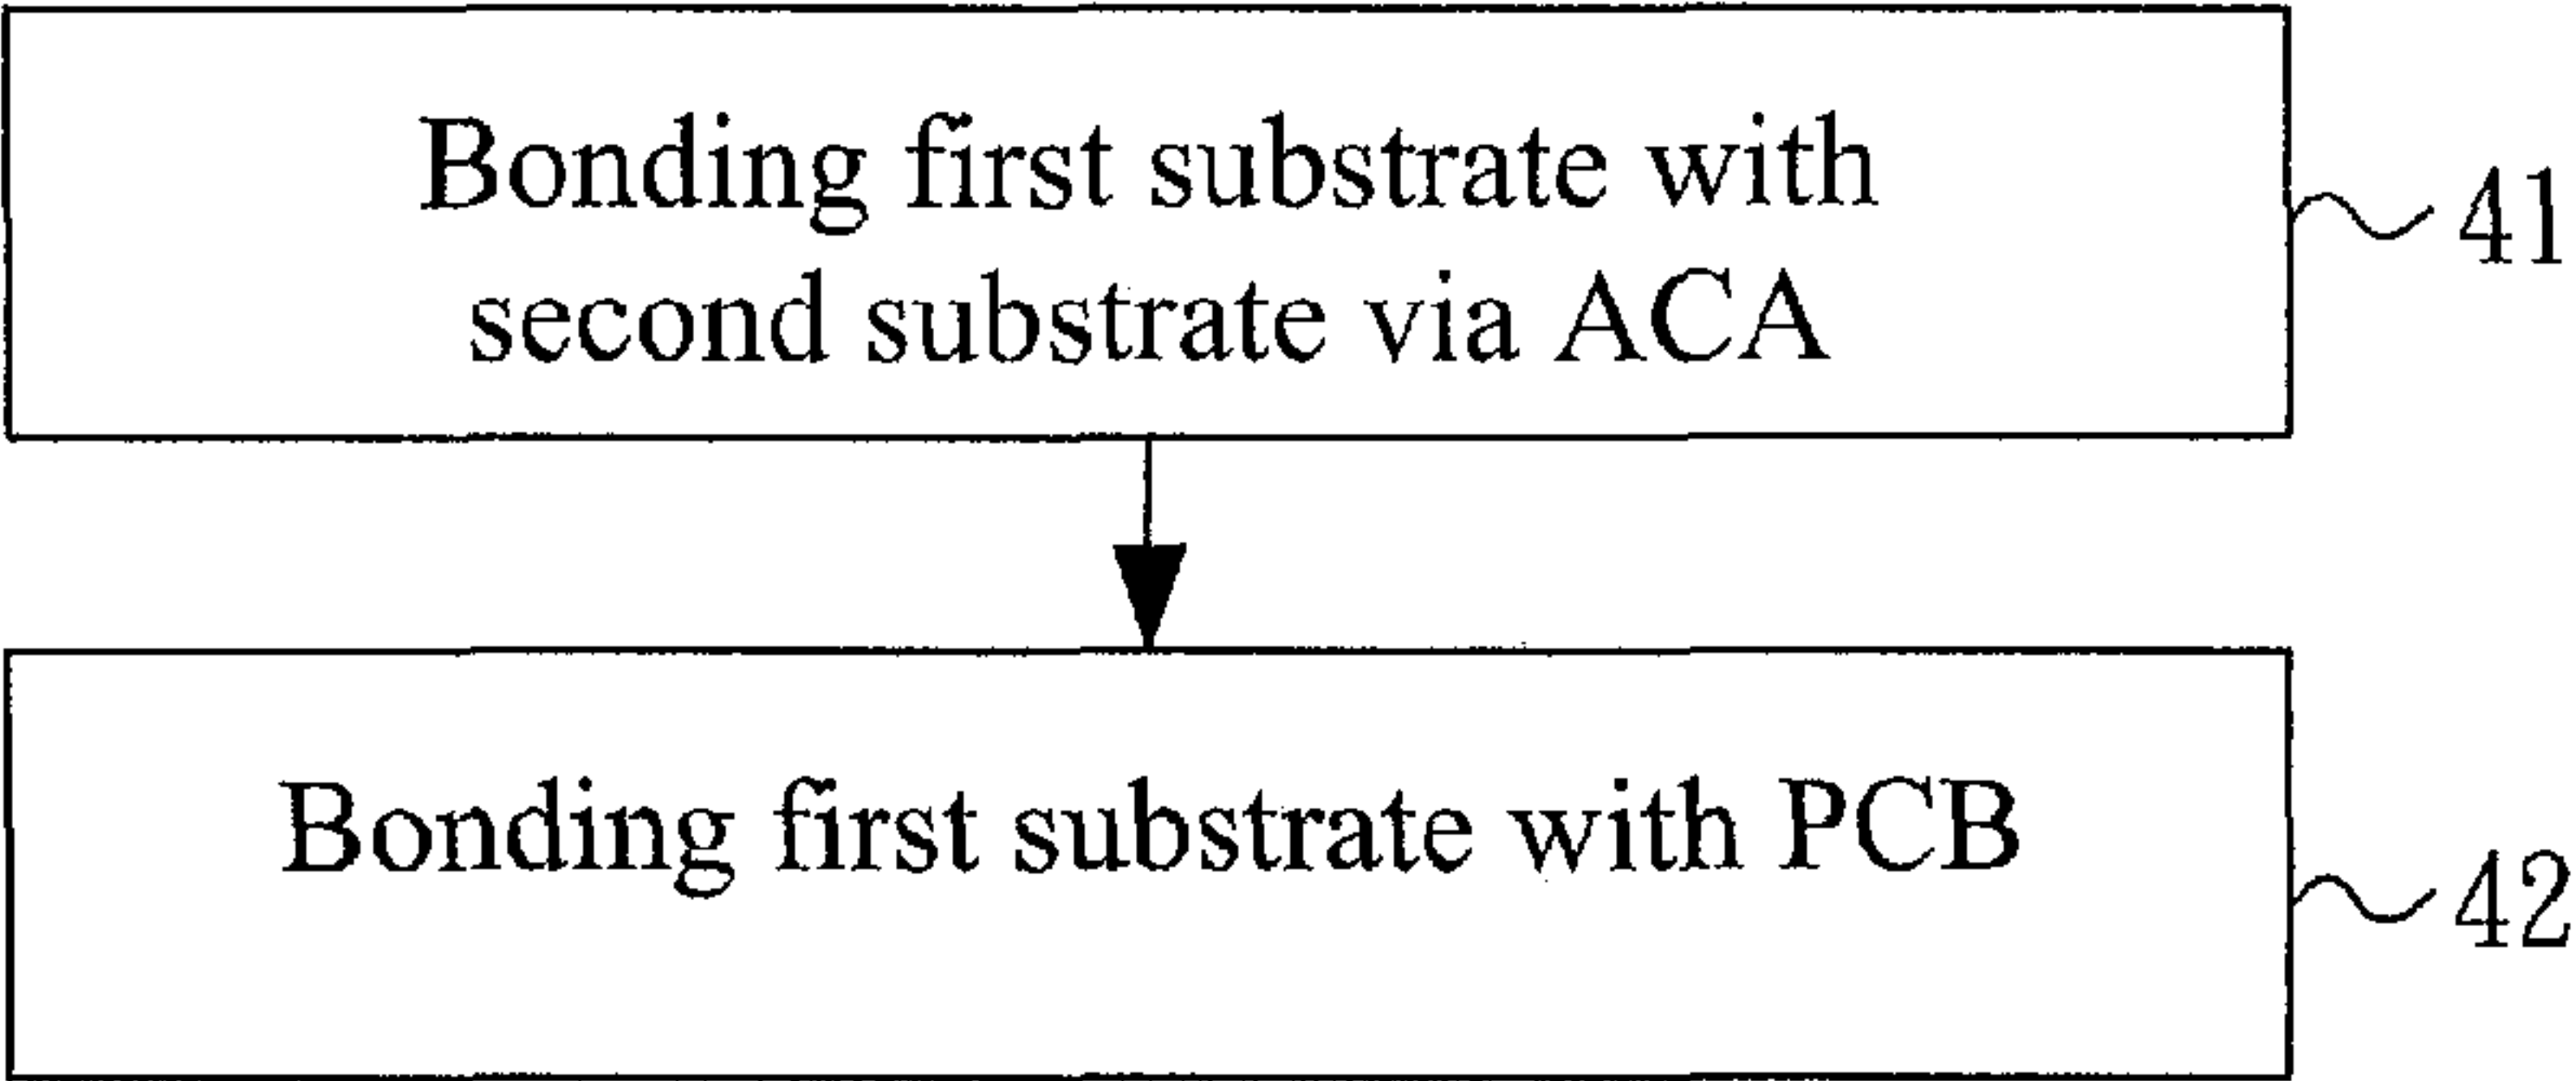 Bonding first substrate with
second substrate via ACA
41
Bonding first substrate with PCB
42